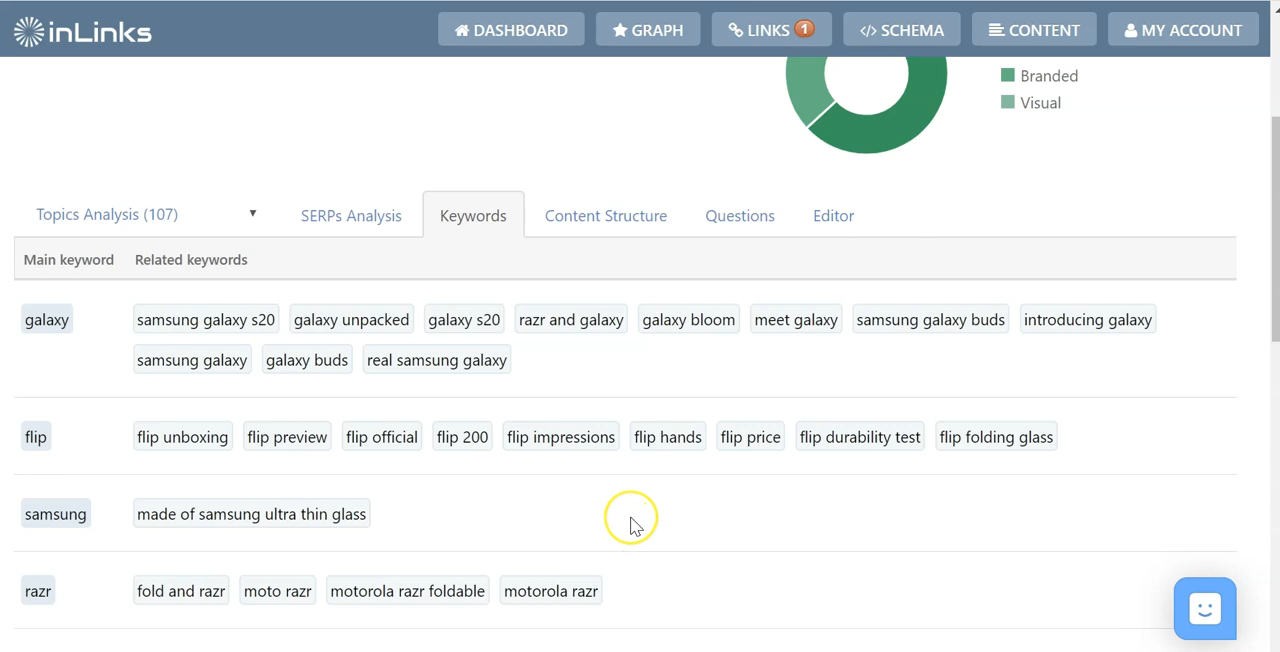 inLinks DASHBOARD GRAPH LINKS 1 </> SCHEMA CONTENT MY ACCOUNT
Branded
Visual
Topics Analysis (107) SERPs Analysis Keywords Content Structure Questions Editor
Main keyword Related keywords
galaxy samsung galaxy s20 galaxy unpacked galaxy s20 razr and galaxy galaxy bloom meet galaxy samsung galaxy buds introducing galaxy
samsung galaxy galaxy buds real samsung galaxy
flip flip unboxing flip preview flip official flip 200 flip impressions flip hands flip price flip durability test flip folding glass
samsung made of samsung ultra thin glass
razr fold and razr moto razr motorola razr foldable motorola razr